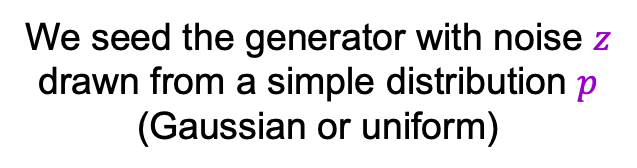 We seed the generator with noise z
drawn from a simple distribution p
(Gaussian or uniform)